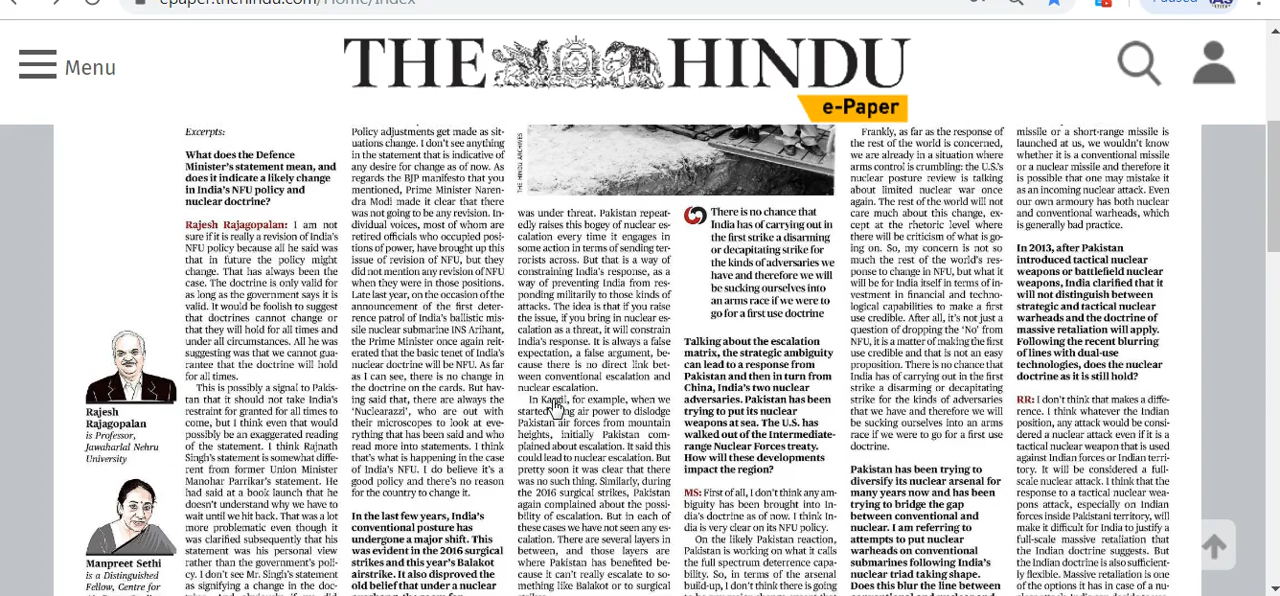 epaper.thehindu.com/Home/Index
Paused
IAS
Menu
THE HINDU
e-Paper
Excerpts:
What does the Defence
Minister's statement mean, and
does it indicate a likely change
in India's NFU policy and
nuclear doctrine?
Rajesh Rajagopalan: I am not
sure if it is really a revision of India's
NFU policy because all he said was
that in future the policy might
change. That has always been the
case. The doctrine is only valid for
as long as the government says it is
valid. It would be foolish to suggest
that doctrines cannot change or
that they will hold for all times and
under all circumstances. All he was
suggesting was that we cannot gua-
rantee that the doctrine will hold
for all times.
This is possibly a signal to Pakis-
tan that it should not take India's
restraint for granted for all times to
come, but I think even that would
possibly be an exaggerated reading
of the statement. I think Rajnath
Singh's statement is somewhat diffe-
rent from former Union Minister
Manohar Parrikar's statement. He
had said at a book launch that he
doesn't understand why we have to
wait until we hit back. That was a lot
more problematic even though it
was clarified subsequently that his
statement was his personal view
rather than the government's poli-
cy. I don't see Mr. Singh's statement
as signifying a change in the doc-
Rajesh
Rajagopalan
is Professor,
Jawaharlal Nehru
University
Manpreet Sethi
is a Distinguished
Fellow, Centre for
Policy adjustments get made as sit-
uations change. I don't see anything
in the statement that is indicative of
any desire for change as of now. As
regards the BJP manifesto that you
mentioned, Prime Minister Naren-
dra Modi made it clear that there
was not going to be any revision. In-
dividual voices, most of whom are
retired officials who occupied posi-
tions of power, have brought up this
issue of revision of NFU, but they
did not mention any revision of NFU
when they were in those positions.
Late last year, on the occasion of the
announcement of the first deter-
rence patrol of India's ballistic mis-
sile nuclear submarine INS Arihant,
the Prime Minister once again reit-
erated that the basic tenet of India's
nuclear doctrine will be NFU. As far
as I can see, there is no change in
the doctrine on the cards. But hav-
ing said that, there are always the
'Nuclearazzi', who are out with
their microscopes to look at eve-
rything that has been said and who
read more into statements. I think
that's what is happening in the case
of India's NFU. I do believe it's a
good policy and there's no reason
for the country to change it.
In the last few years, India's
conventional posture has
undergone a major shift. This
was evident in the 2016 surgical
strikes and this year's Balakot
airstrike. It also disproved the
old belief that under a nuclear
THE HINDU ARCHIVES
was under threat. Pakistan repeat-
edly raises this bogey of nuclear es-
calation every time it engages in
some action in terms of sending ter-
rorists across. But that is a way of
constraining India's response, as a
way of preventing India from res-
ponding militarily to those kinds of
attacks. The idea is that if you raise
the issue, if you bring in nuclear es-
calation as a threat, it will constrain
India's response. It is always a false
expectation, a false argument, be-
cause there is no direct link bet-
ween conventional escalation and
nuclear escalation.
In Kargil, for example, when we
started using air power to dislodge
Pakistan air forces from mountain
heights, initially Pakistan com-
plained about escalation. It said this
could lead to nuclear escalation. But
pretty soon it was clear that there
was no such thing. Similarly, during
the 2016 surgical strikes, Pakistan
again complained about the possi-
bility of escalation. But in each of
these cases we have not seen any es-
calation. There are several layers in
between, and those layers are
where Pakistan has benefited be-
cause it can't really escalate to so-
mething like Balakot or to surgical
There is no chance that
India has of carrying out in
the first strike a disarming
or decapitating strike for
the kinds of adversaries we
have and therefore we will
be sucking ourselves into
an arms race if we were to
go for a first use doctrine
Talking about the escalation
matrix, the strategic ambiguity
can lead to a response from
Pakistan and then in turn from
China, India's two nuclear
adversaries. Pakistan has been
trying to put its nuclear
weapons at sea. The U.S. has
walked out of the Intermediate-
range Nuclear Forces treaty.
How will these developments
impact the region?
MS: First of all, I don't think any am-
biguity has been brought into In-
dia's doctrine as of now. I think In-
dia is very clear on its NFU policy.
On the likely Pakistan reaction,
Pakistan is working on what it calls
the full spectrum deterrence capa-
bility. So, in terms of the arsenal
build-up, I don't think there is going
Frankly, as far as the response of
the rest of the world is concerned,
we are already in a situation where
arms control is crumbling: the U.S.'s
nuclear posture review is talking
about limited nuclear war once
again. The rest of the world will not
care much about this change, ex-
cept at the rhetoric level where
there will be criticism of what is go-
ing on. So, my concern is not so
much the rest of the world's res-
ponse to change in NFU, but what it
will be for India itself in terms of in-
vestment in financial and techno-
logical capabilities to make a first
use credible. After all, it's not just a
question of dropping the 'No' from
NFU, it is a matter of making the first
use credible and that is not an easy
proposition. There is no chance that
India has of carrying out in the first
strike a disarming or decapitating
strike for the kinds of adversaries
that we have and therefore we will
be sucking ourselves into an arms
race if we were to go for a first use
doctrine.
Pakistan has been trying to
diversify its nuclear arsenal for
many years now and has been
trying to bridge the gap
between conventional and
nuclear. I am referring to
attempts to put nuclear
warheads on conventional
submarines following India's
nuclear triad taking shape.
Does this blur the line between
missile or a short-range missile is
launched at us, we wouldn't know
whether it is a conventional missile
or a nuclear missile and therefore it
is possible that one may mistake it
as an incoming nuclear attack. Even
our own armoury has both nuclear
and conventional warheads, which
is generally bad practice.
In 2013, after Pakistan
introduced tactical nuclear
weapons or battlefield nuclear
weapons, India clarified that it
will not distinguish between
strategic and tactical nuclear
warheads and the doctrine of
massive retaliation will apply.
Following the recent blurring
of lines with dual-use
technologies, does the nuclear
doctrine as it is still hold?
RR: I don't think that makes a diffe-
rence. I think whatever the Indian
position, any attack would be consi-
dered a nuclear attack even if it is a
tactical nuclear weapon that is used
against Indian forces or Indian terri-
tory. It will be considered a full-
scale nuclear attack. I think that the
response to a tactical nuclear wea-
pons attack, especially on Indian
forces inside Pakistani territory, will
make it difficult for India to justify a
full-scale massive retaliation that
the Indian doctrine suggests. But
the Indian doctrine is also sufficient-
ly flexible. Massive retaliation is one
of the options it has in case of a nu-